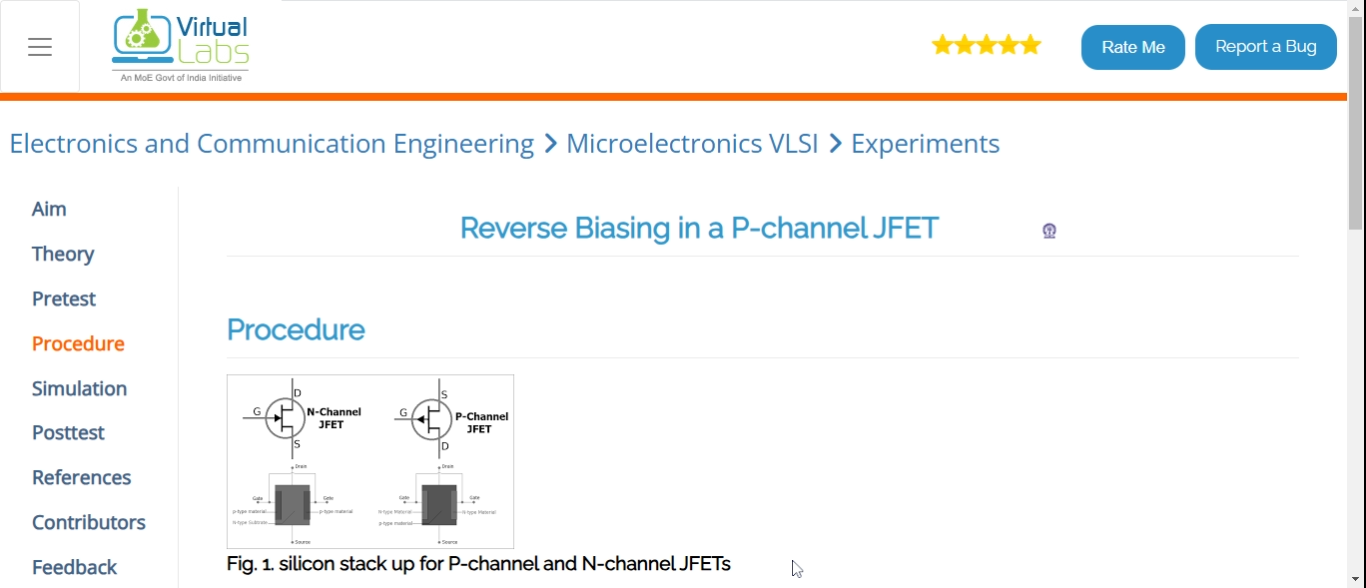 Virtual
Labs
An MoE Govt of India Initiative
Rate Me
Report a Bug
Electronics and Communication Engineering > Microelectronics VLSI > Experiments
Aim
Theory
Pretest
Procedure
Simulation
Posttest
References
Contributors
Feedback
Reverse Biasing in a P-channel JFET
Procedure
D
G
N-Channel
JFET
S
S
G
P-Channel
JFET
D
Drain
Gate
Gate
p-type material
p-type material
N-type Substrate
Source
Drain
Gate
Gate
N-type Material
N-type Material
p-type material
Source
Fig. 1. silicon stack up for P-channel and N-channel JFETs